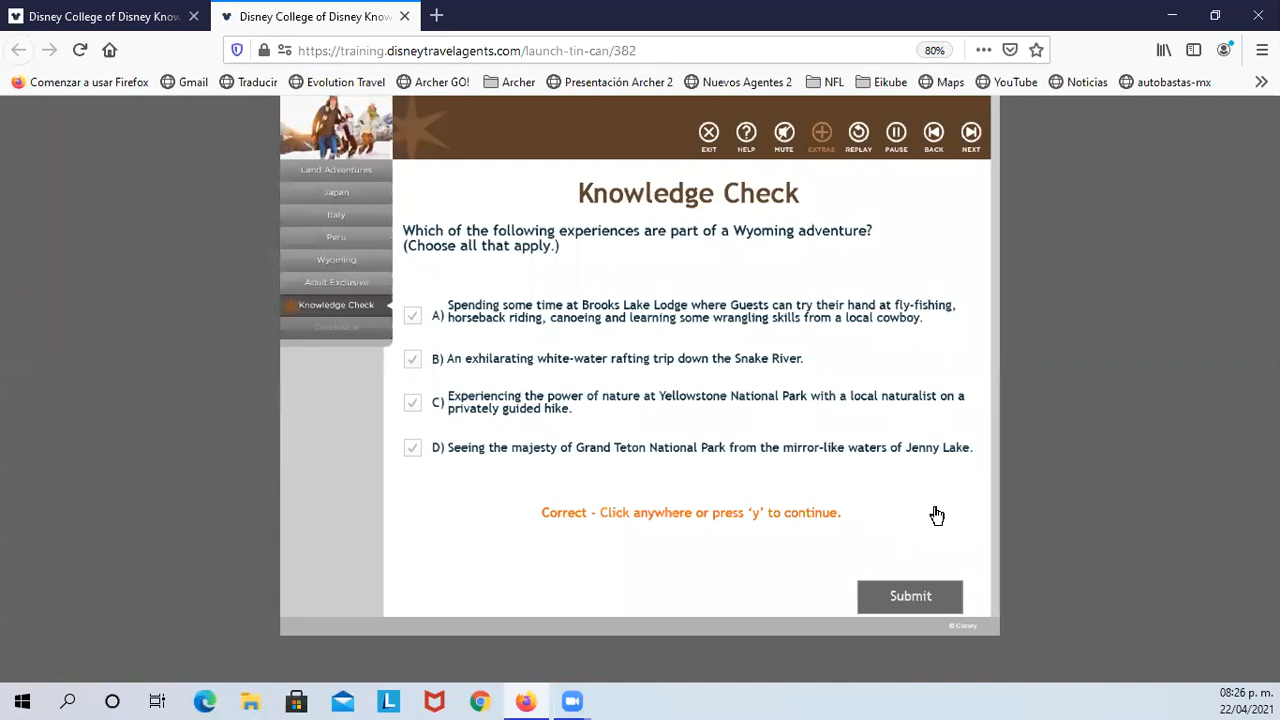 Disney College of Disney Know
Disney College of Disney Know
https://training.disneytravelagents.com/launch-tin-can/382
80%
Comenzar a usar Firefox
Gmail
Traducir
Evolution Travel
Archer GO!
Archer
Presentación Archer 2
Nuevos Agentes 2
NFL
Eikube
Maps
YouTube
Noticias
autobastas-mx
EXIT
HELP
MUTE
EXTRAS
REPLAY
PAUSE
BACK
NEXT
Land Adventures
Japan
Italy
Peru
Wyoming
Adult Exclusive
Knowledge Check
Conclusion
Knowledge Check
Which of the following experiences are part of a Wyoming adventure?
(Choose all that apply.)
A) Spending some time at Brooks Lake Lodge where Guests can try their hand at fly-fishing,
horseback riding, canoeing and learning some wrangling skills from a local cowboy.
B) An exhilarating white-water rafting trip down the Snake River.
C) Experiencing the power of nature at Yellowstone National Park with a local naturalist on a
privately guided hike.
D) Seeing the majesty of Grand Teton National Park from the mirror-like waters of Jenny Lake.
Correct - Click anywhere or press ‘y’ to continue.
Submit
© Disney
08:26 p. m.
22/04/2021